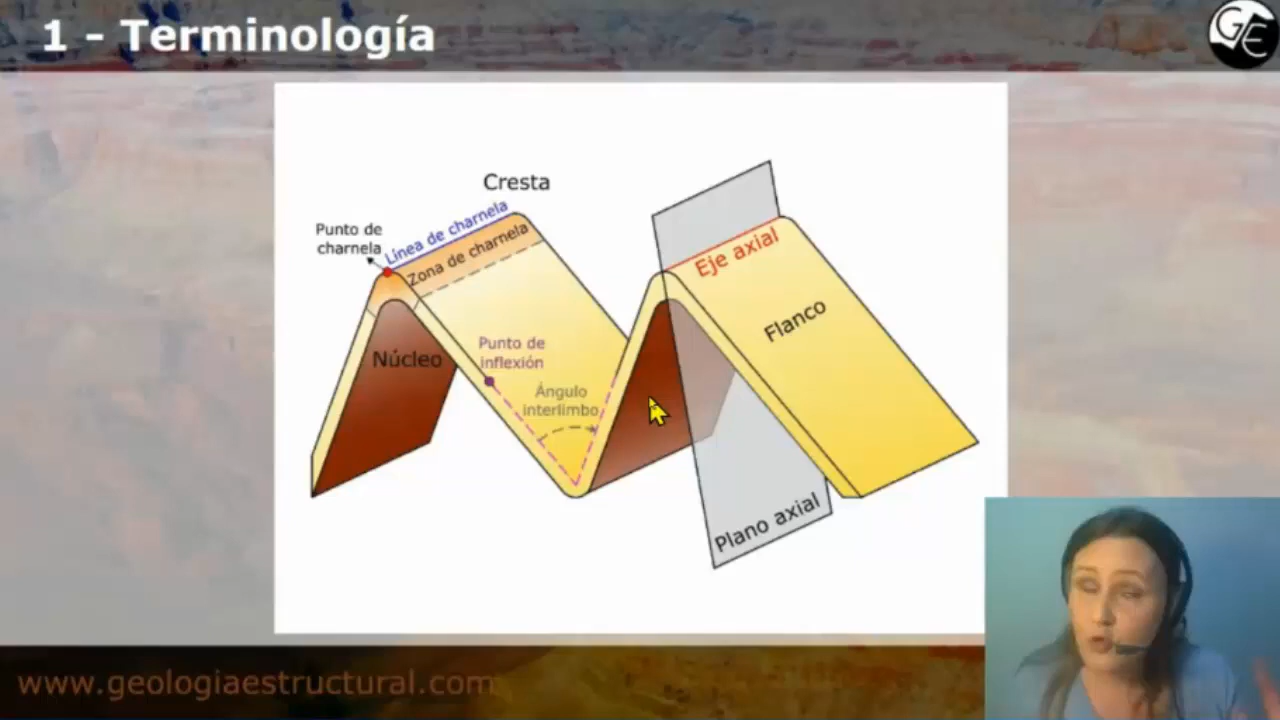 1 - Terminología
GE
Cresta
Línea de charnela
Punto de
charnela
Zona de charnela
Eje axial
Flanco
Núcleo
Punto de
inflexión
Ángulo
interlimbo
Plano axial
www.geologiaestructural.com